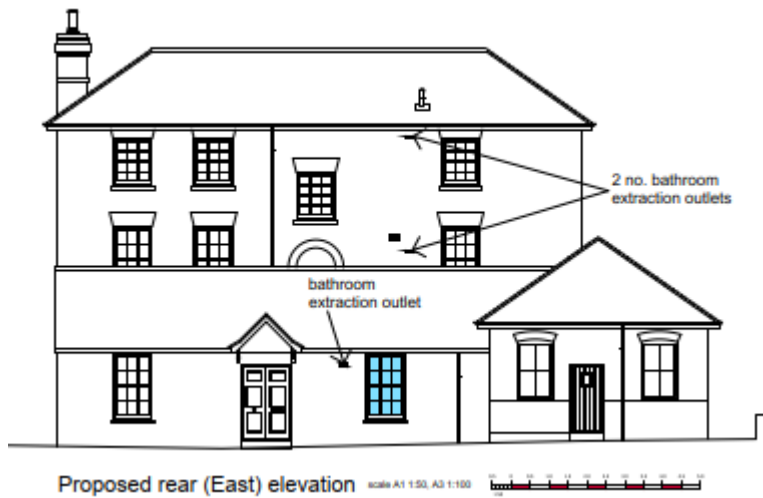 2 no. bathroom
extraction outlets
bathroom
extraction outlet
Proposed rear (East) elevation scale A1 1:50, A3 1:100